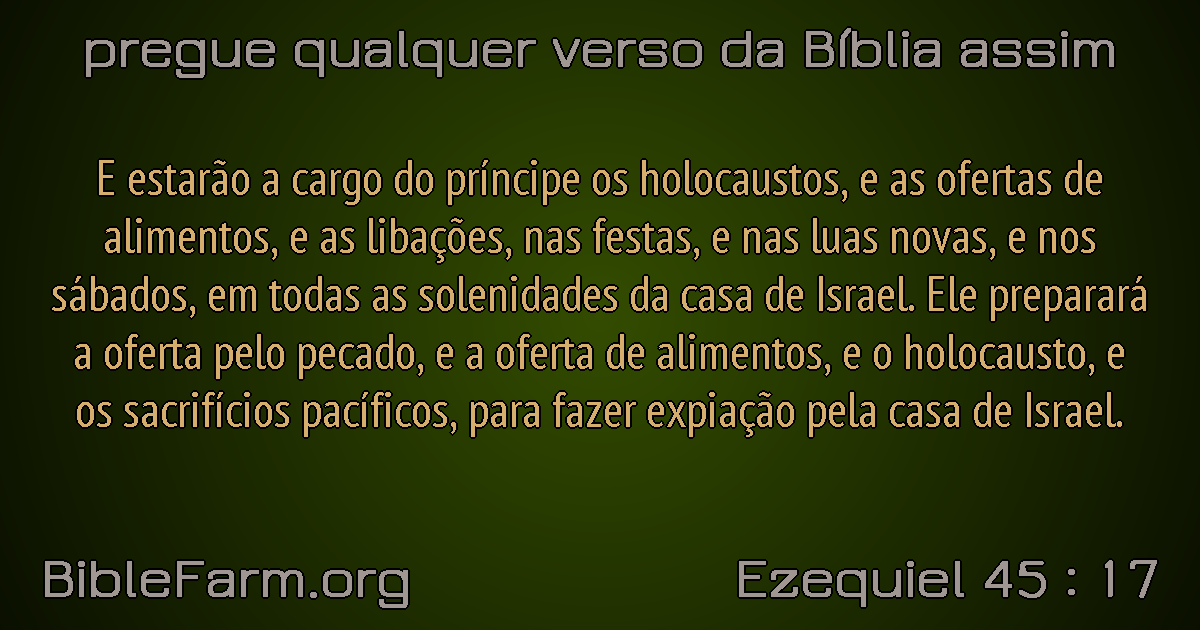 pregue qualquer verso da Bíblia assim
E estarão a cargo do príncipe os holocaustos, e as ofertas de
alimentos, e as libações, nas festas, e nas luas novas, e nos
sábados, em todas as solenidades da casa de Israel. Ele preparará
a oferta pelo pecado, e a oferta de alimentos, e o holocausto, e
os sacrifícios pacíficos, para fazer expiação pela casa de Israel.
BibleFarm.org
Ezequiel 45 : 17